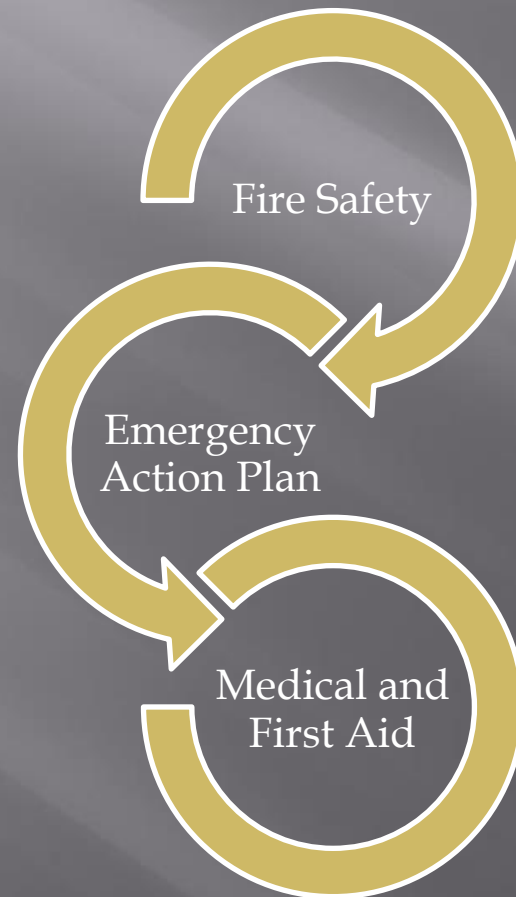 Fire Safety
Emergency
Action Plan
Medical and
First Aid